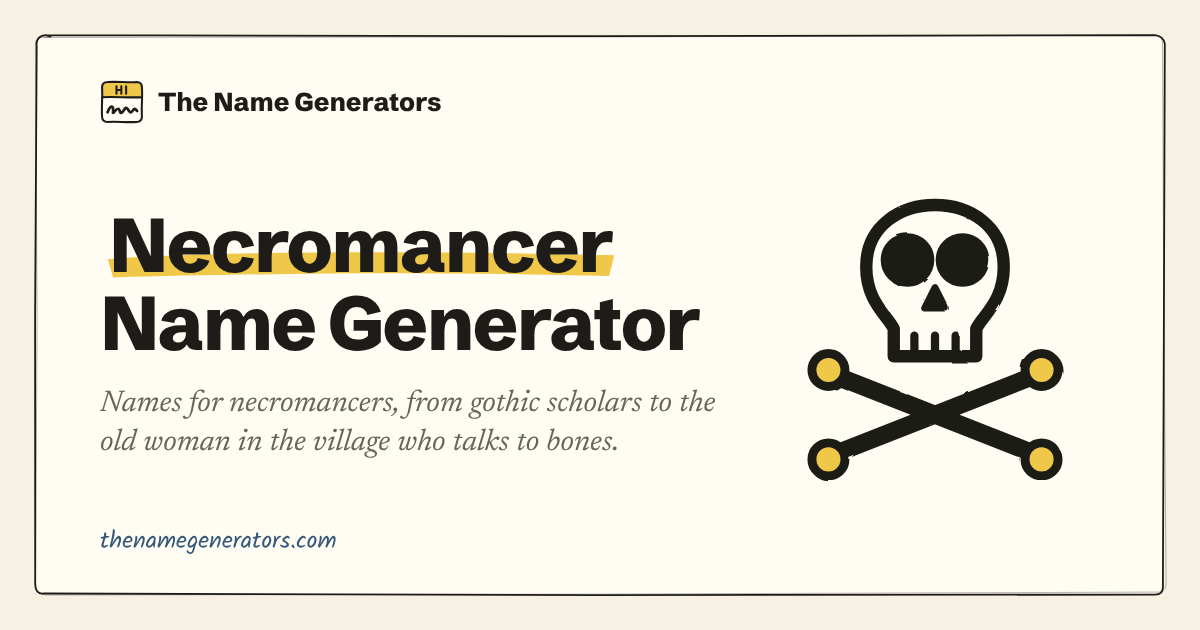 HI
The Name Generators
Necromancer
Name Generator
Names for necromancers, from gothic scholars to the
old woman in the village who talks to bones.
thenamegenerators.com